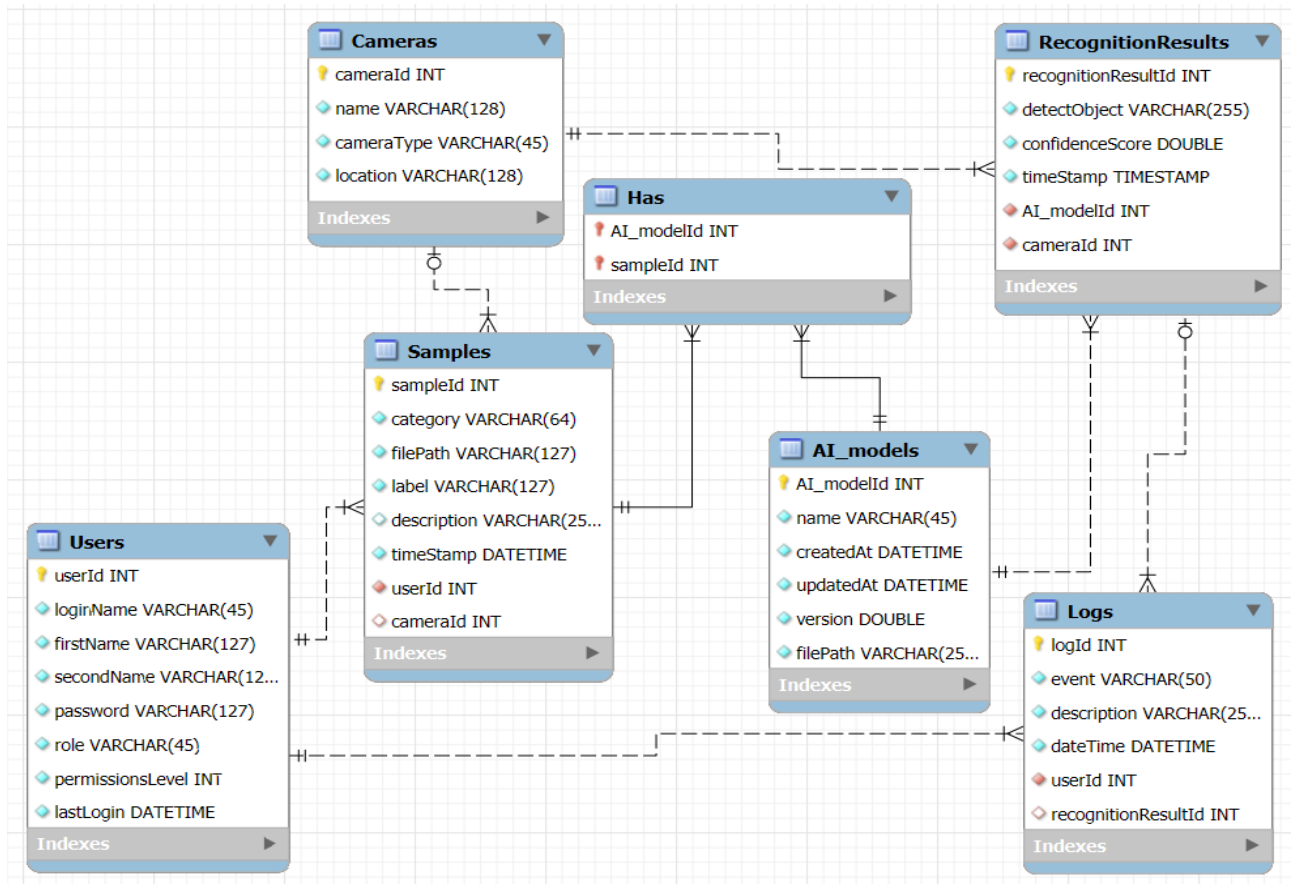 Cameras
cameraId INT
name VARCHAR(128)
cameraType VARCHAR(45)
location VARCHAR(128)
Indexes
RecognitionResults
recognitionResultId INT
detectObject VARCHAR(255)
confidenceScore DOUBLE
timeStamp TIMESTAMP
AI_modelId INT
cameraId INT
Indexes
Has
AI_modelId INT
sampleId INT
Indexes
Samples
sampleId INT
category VARCHAR(64)
filePath VARCHAR(127)
label VARCHAR(127)
description VARCHAR(25...
timeStamp DATETIME
userId INT
cameraId INT
Indexes
AI_models
AI_modelId INT
name VARCHAR(45)
createdAt DATETIME
updatedAt DATETIME
version DOUBLE
filePath VARCHAR(25...
Indexes
Users
userId INT
loginName VARCHAR(45)
firstName VARCHAR(127)
secondName VARCHAR(12...
password VARCHAR(127)
role VARCHAR(45)
permissionsLevel INT
lastLogin DATETIME
Indexes
Logs
logId INT
event VARCHAR(50)
description VARCHAR(25...
dateTime DATETIME
userId INT
recognitionResultId INT
Indexes